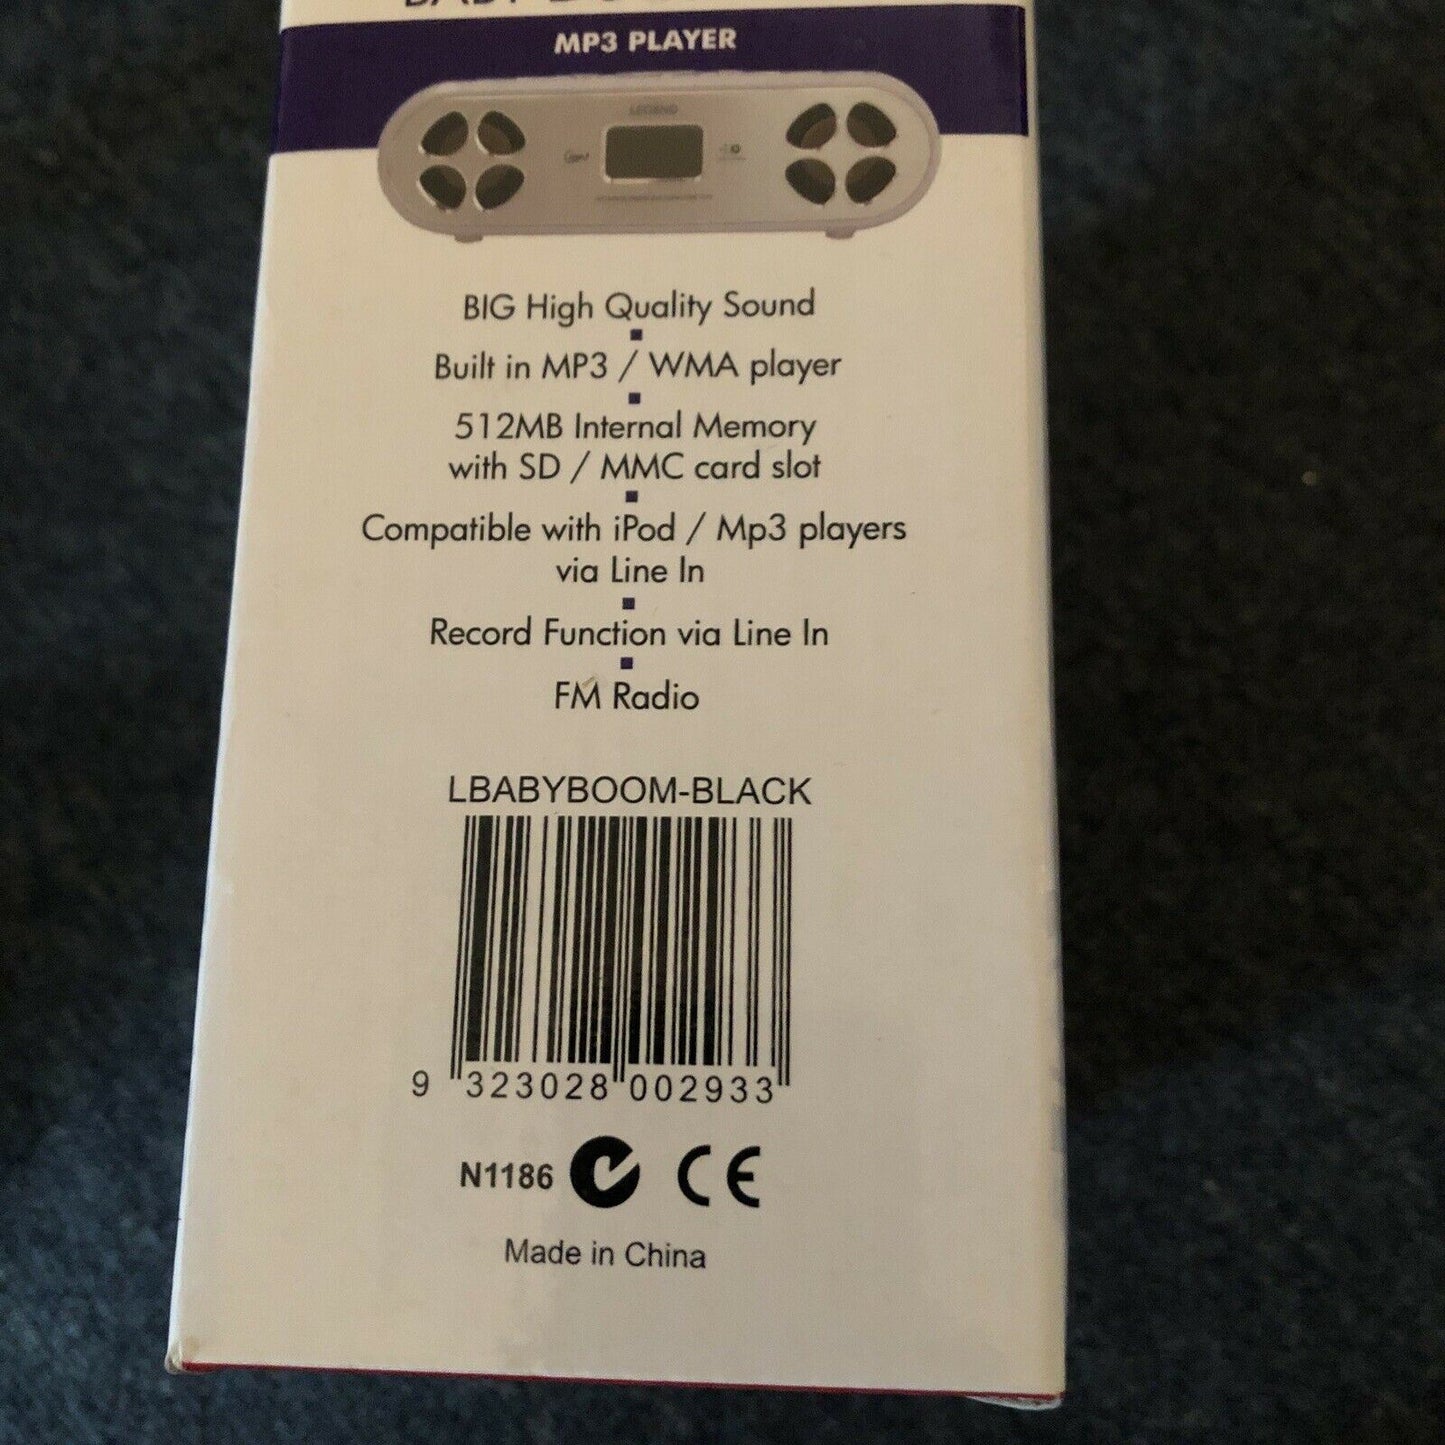 BABY
MP3 PLAYER
LEGEND
BIG High Quality Sound
Built in MP3 / WMA player
512MB Internal Memory
with SD / MMC card slot
Compatible with iPod / Mp3 players
via Line In
Record Function via Line In
FM Radio
LBABYBOOM-BLACK
9 323028 002933
N1186 CE
Made in China